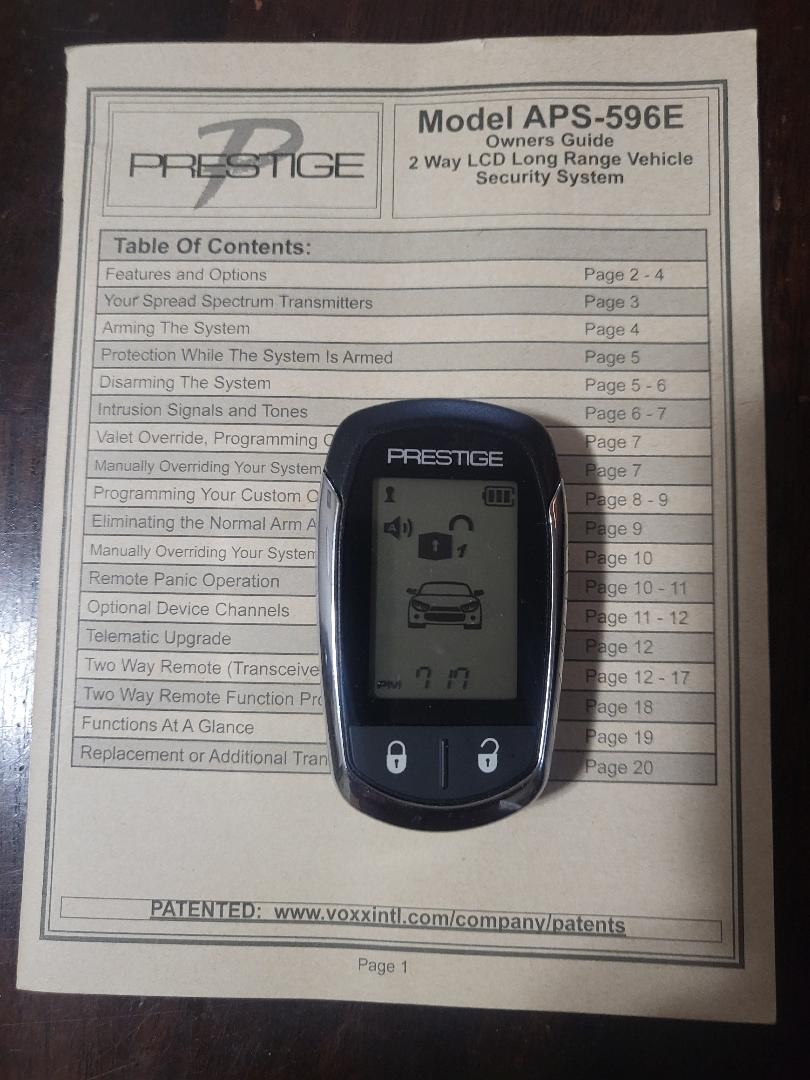 PRESTIGE
Model APS-596E
Owners Guide
2 Way LCD Long Range Vehicle
Security System
Table Of Contents:
Features and Options Page 2 - 4
Your Spread Spectrum Transmitters Page 3
Arming The System Page 4
Protection While The System Is Armed Page 5
Disarming The System Page 5 - 6
Intrusion Signals and Tones Page 6 - 7
Valet Override, Programming Page 7
Manually Overriding Your System Page 7
Programming Your Custom Page 8 - 9
Eliminating the Normal Arm Page 9
Manually Overriding Your System Page 10
Remote Panic Operation Page 10 - 11
Optional Device Channels Page 11 - 12
Telematic Upgrade Page 12
Two Way Remote (Transceive Page 12 - 17
Two Way Remote Function Page 18
Functions At A Glance Page 19
Replacement or Additional Page 20
PRESTIGE
1
PM 7 17
PATENTED: www.voxxintl.com/company/patents
Page 1